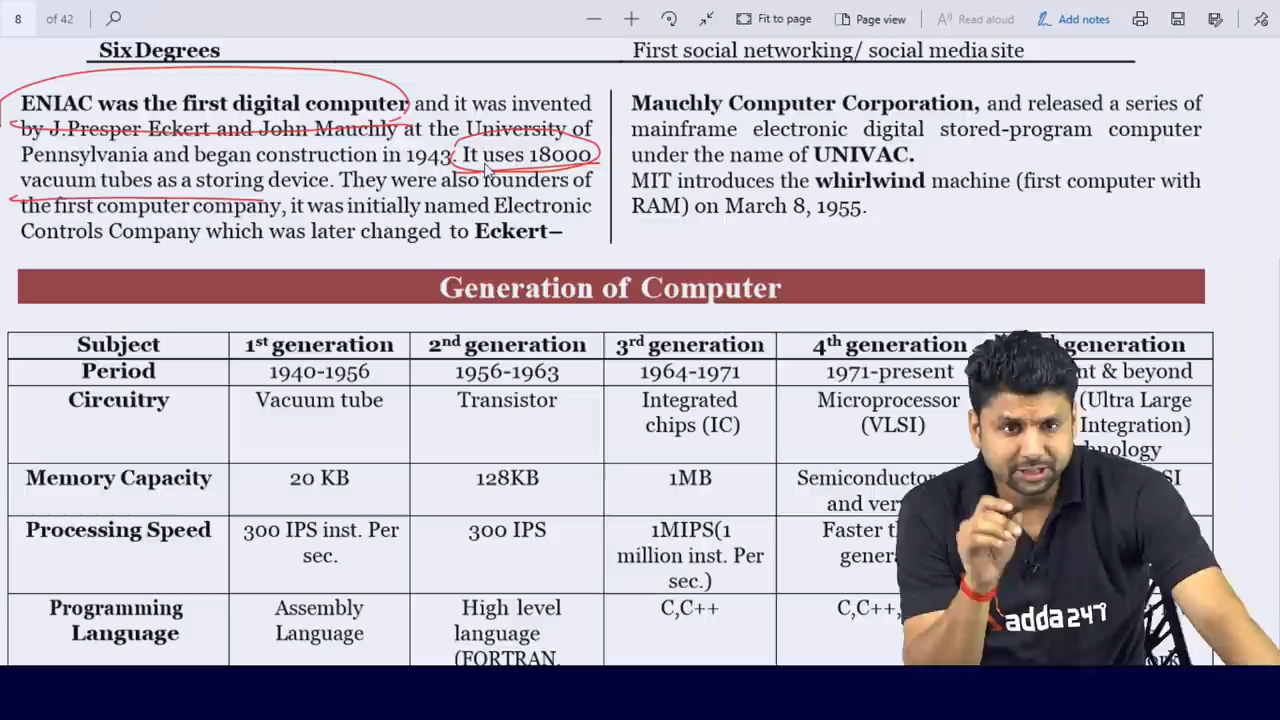 8 of 42 Fit to page Page view Read aloud Add notes
Six Degrees First social networking/ social media site
ENIAC was the first digital computer and it was invented
by J.Presper Eckert and John Mauchly at the University of
Pennsylvania and began construction in 1943. It uses 18000
vacuum tubes as a storing device. They were also founders of
the first computer company, it was initially named Electronic
Controls Company which was later changed to Eckert–
Mauchly Computer Corporation, and released a series of
mainframe electronic digital stored-program computer
under the name of UNIVAC.
MIT introduces the whirlwind machine (first computer with
RAM) on March 8, 1955.
Generation of Computer
Subject 1st generation 2nd generation 3rd generation 4th generation generation
Period 1940-1956 1956-1963 1964-1971 1971-present & beyond
Circuitry Vacuum tube Transistor Integrated Microprocessor (Ultra Large
chips (IC) (VLSI) Integration)
Memory Capacity 20 KB 128KB 1MB Semiconductor
and
Processing Speed 300 IPS inst. Per 300 IPS 1MIPS(1 Faster
sec. million inst. Per
sec.)
Programming Assembly High level C,C++ C,C++,
Language Language language
(FORTRAN,
adda 247